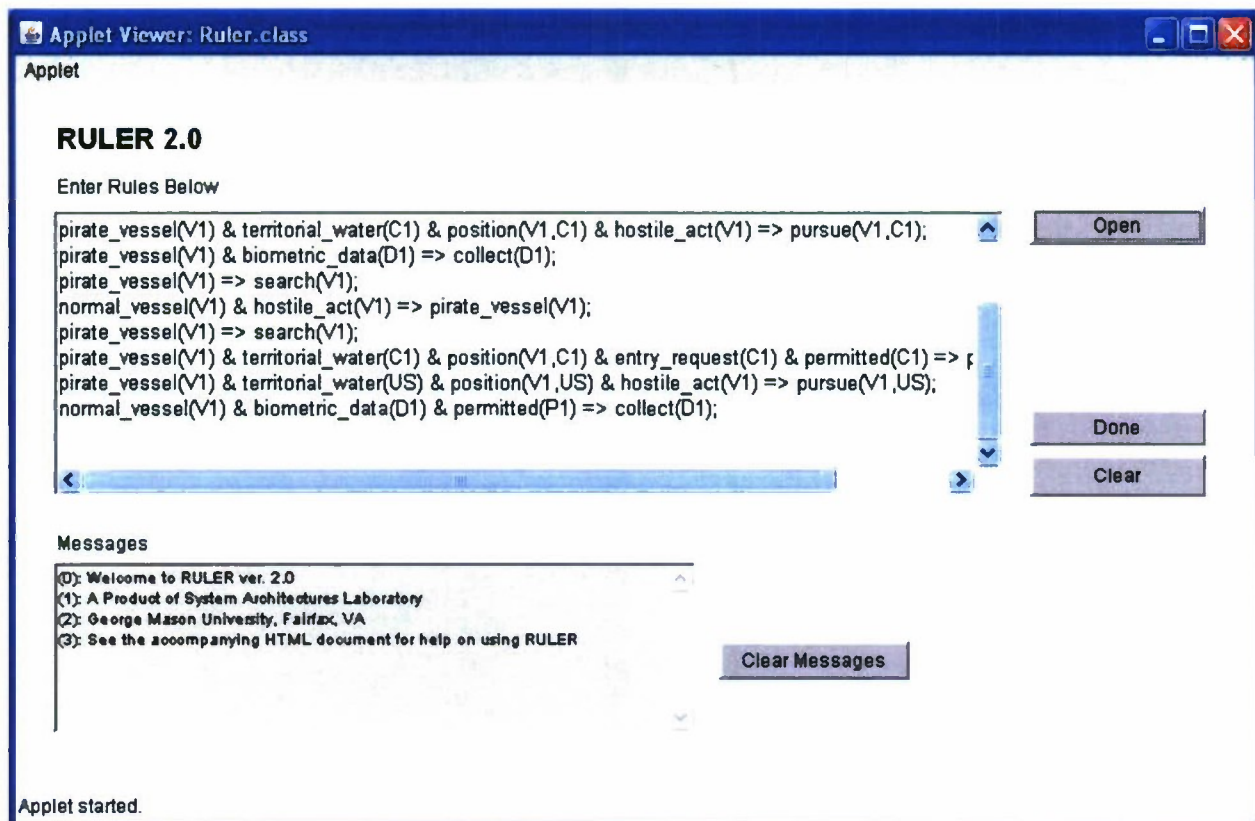 Applet Viewer: Ruler.class
Applet
RULER 2.0
Enter Rules Below
pirate_vessel(V1) & territorial_water(C1) & position(V1,C1) & hostile_act(V1) => pursue(V1,C1);
Open
pirate_vessel(V1) & biometric_data(D1) => collect(D1);
pirate_vessel(V1) => search(V1);
normal_vessel(V1) & hostile_act(V1) => pirate_vessel(V1);
pirate_vessel(V1) => search(V1);
pirate_vessel(V1) & territorial_water(C1) & position(V1,C1) & entry_request(C1) & permitted(C1) => p
pirate_vessel(V1) & territorial_water(US) & position(V1,US) & hostile_act(V1) => pursue(V1,US);
normal_vessel(V1) & biometric_data(D1) & permitted(P1) => collect(D1);
Done
Clear
Messages
(0): Welcome to RULER ver. 2.0
(1): A Product of System Architectures Laboratory
(2): George Mason University, Fairfax, VA
(3): See the accompanying HTML document for help on using RULER
Clear Messages
Applet started.